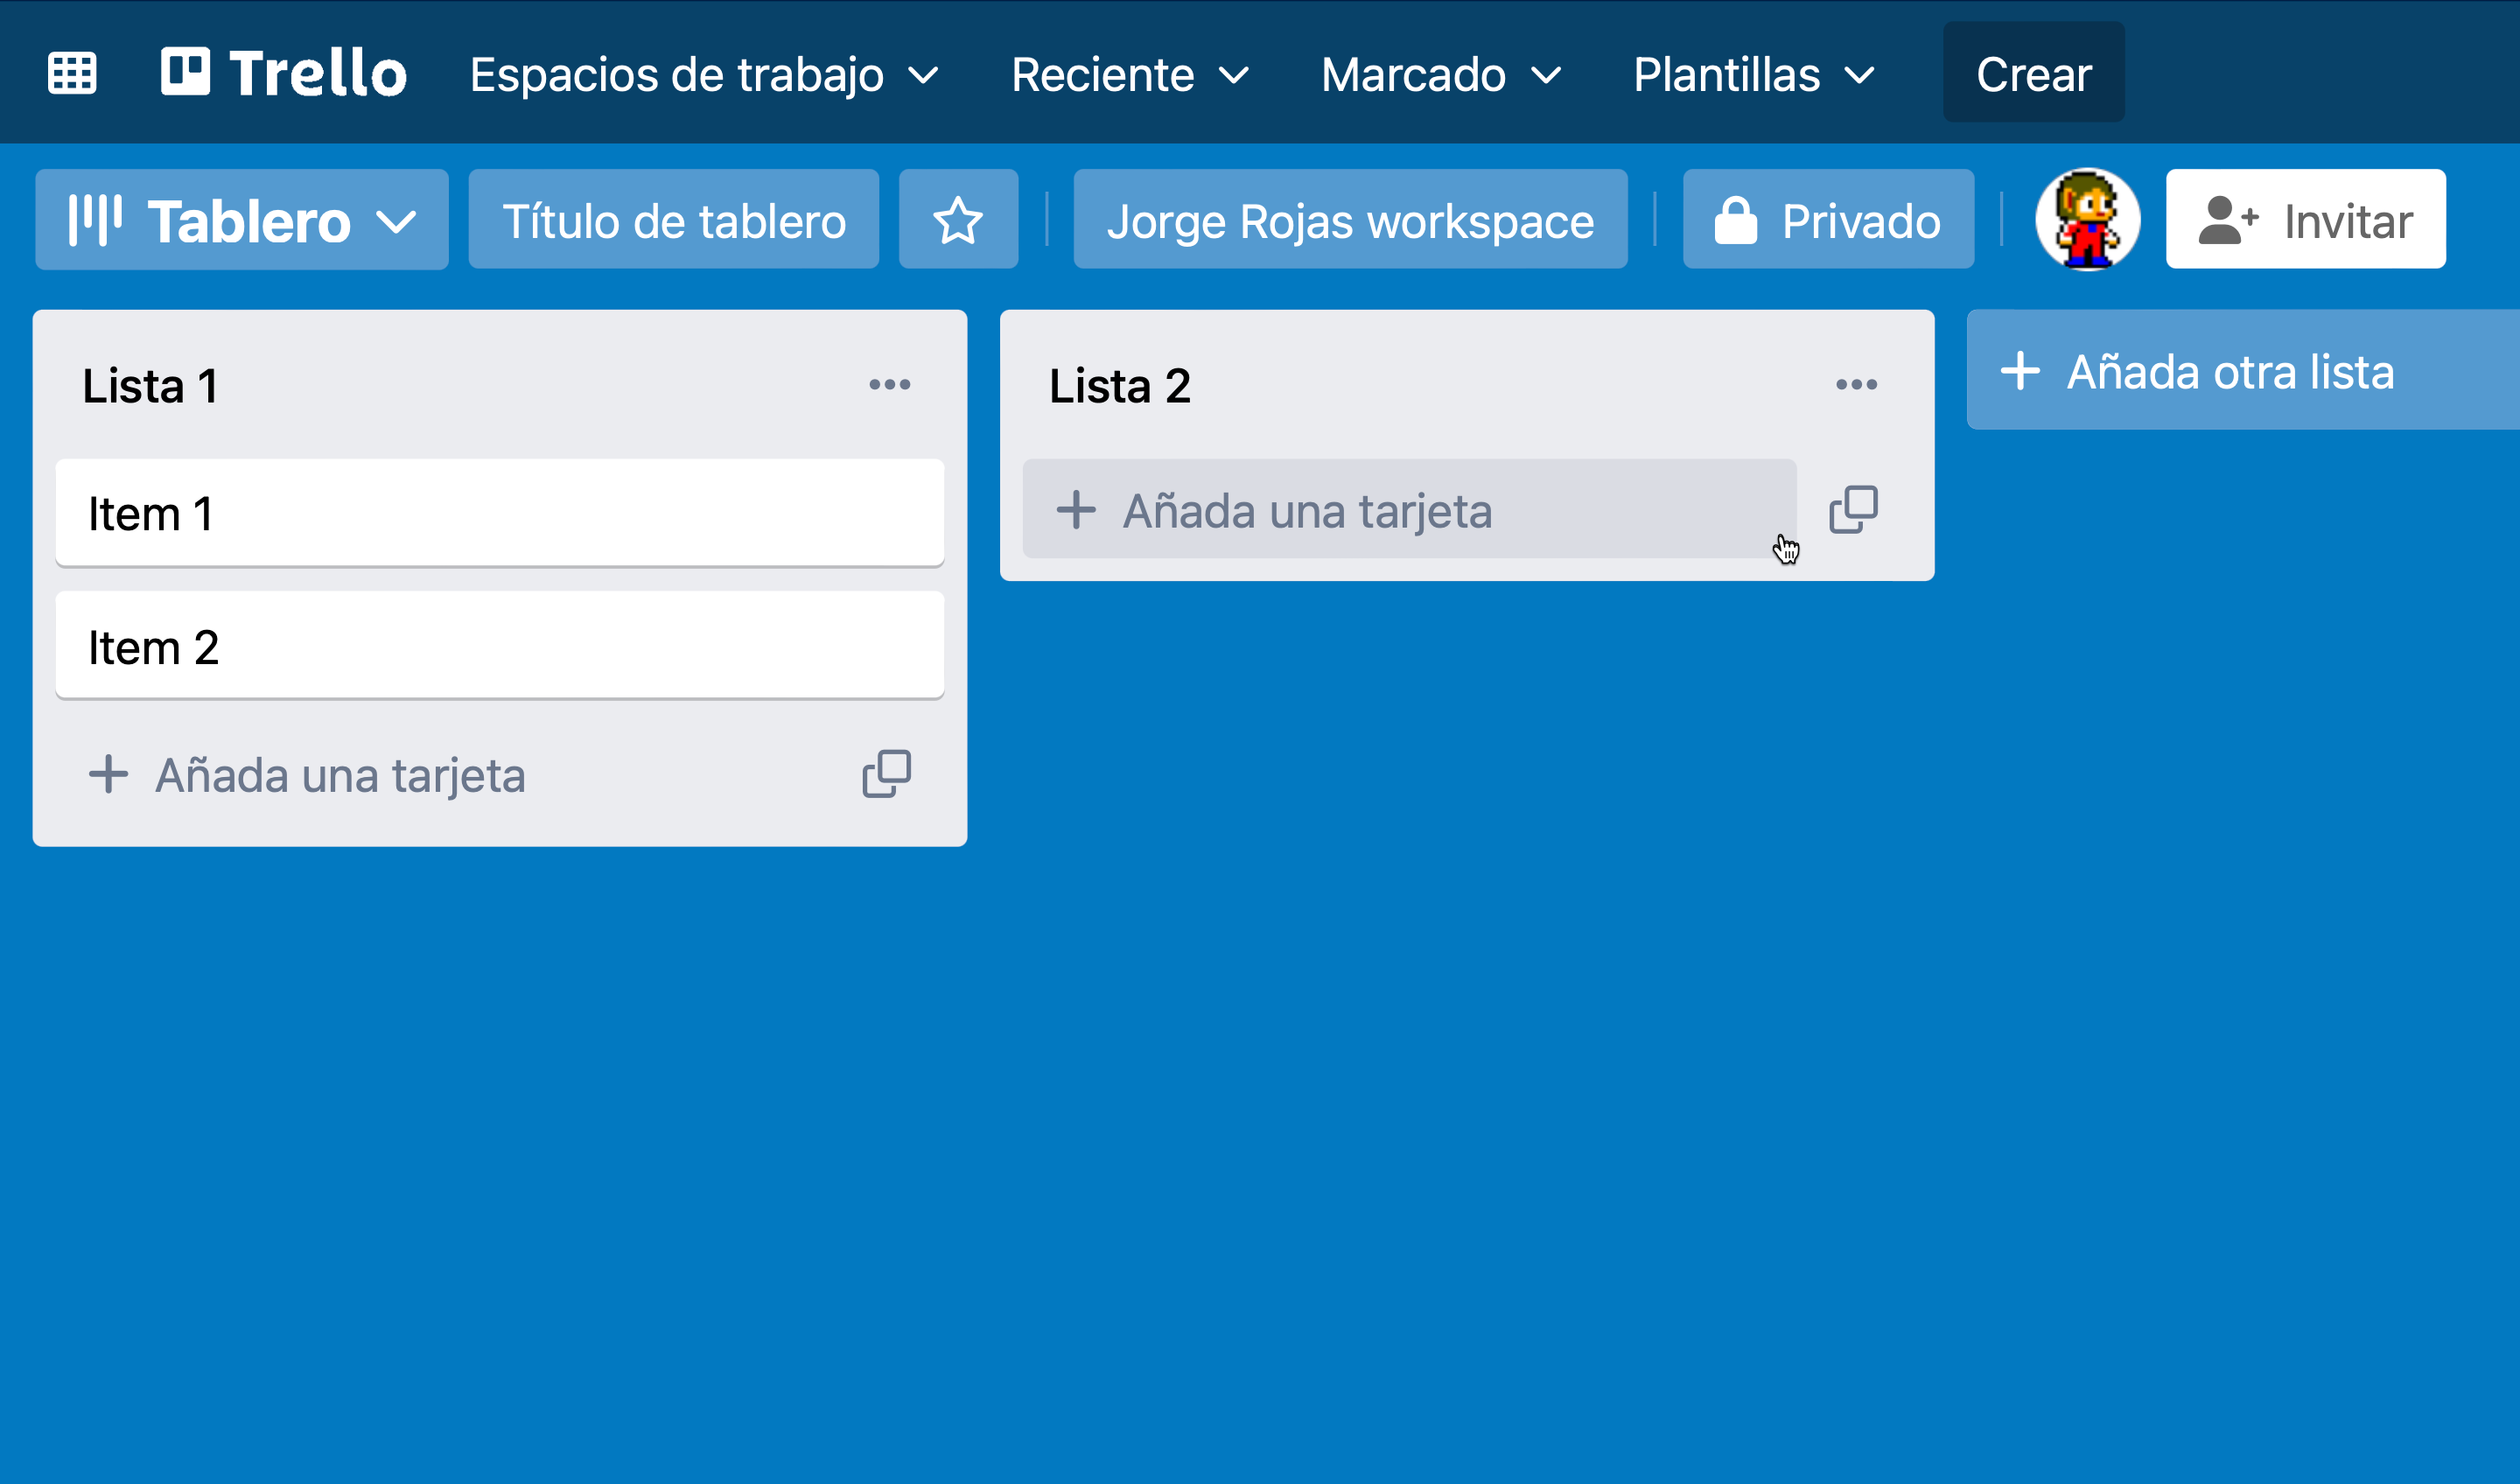 Trello Espacios de trabajo Reciente Marcado Plantillas Crear
Tablero Título de tablero Jorge Rojas workspace Privado Invitar
Lista 1
Item 1
Item 2
+ Añada una tarjeta
Lista 2
+ Añada una tarjeta
+ Añada otra lista